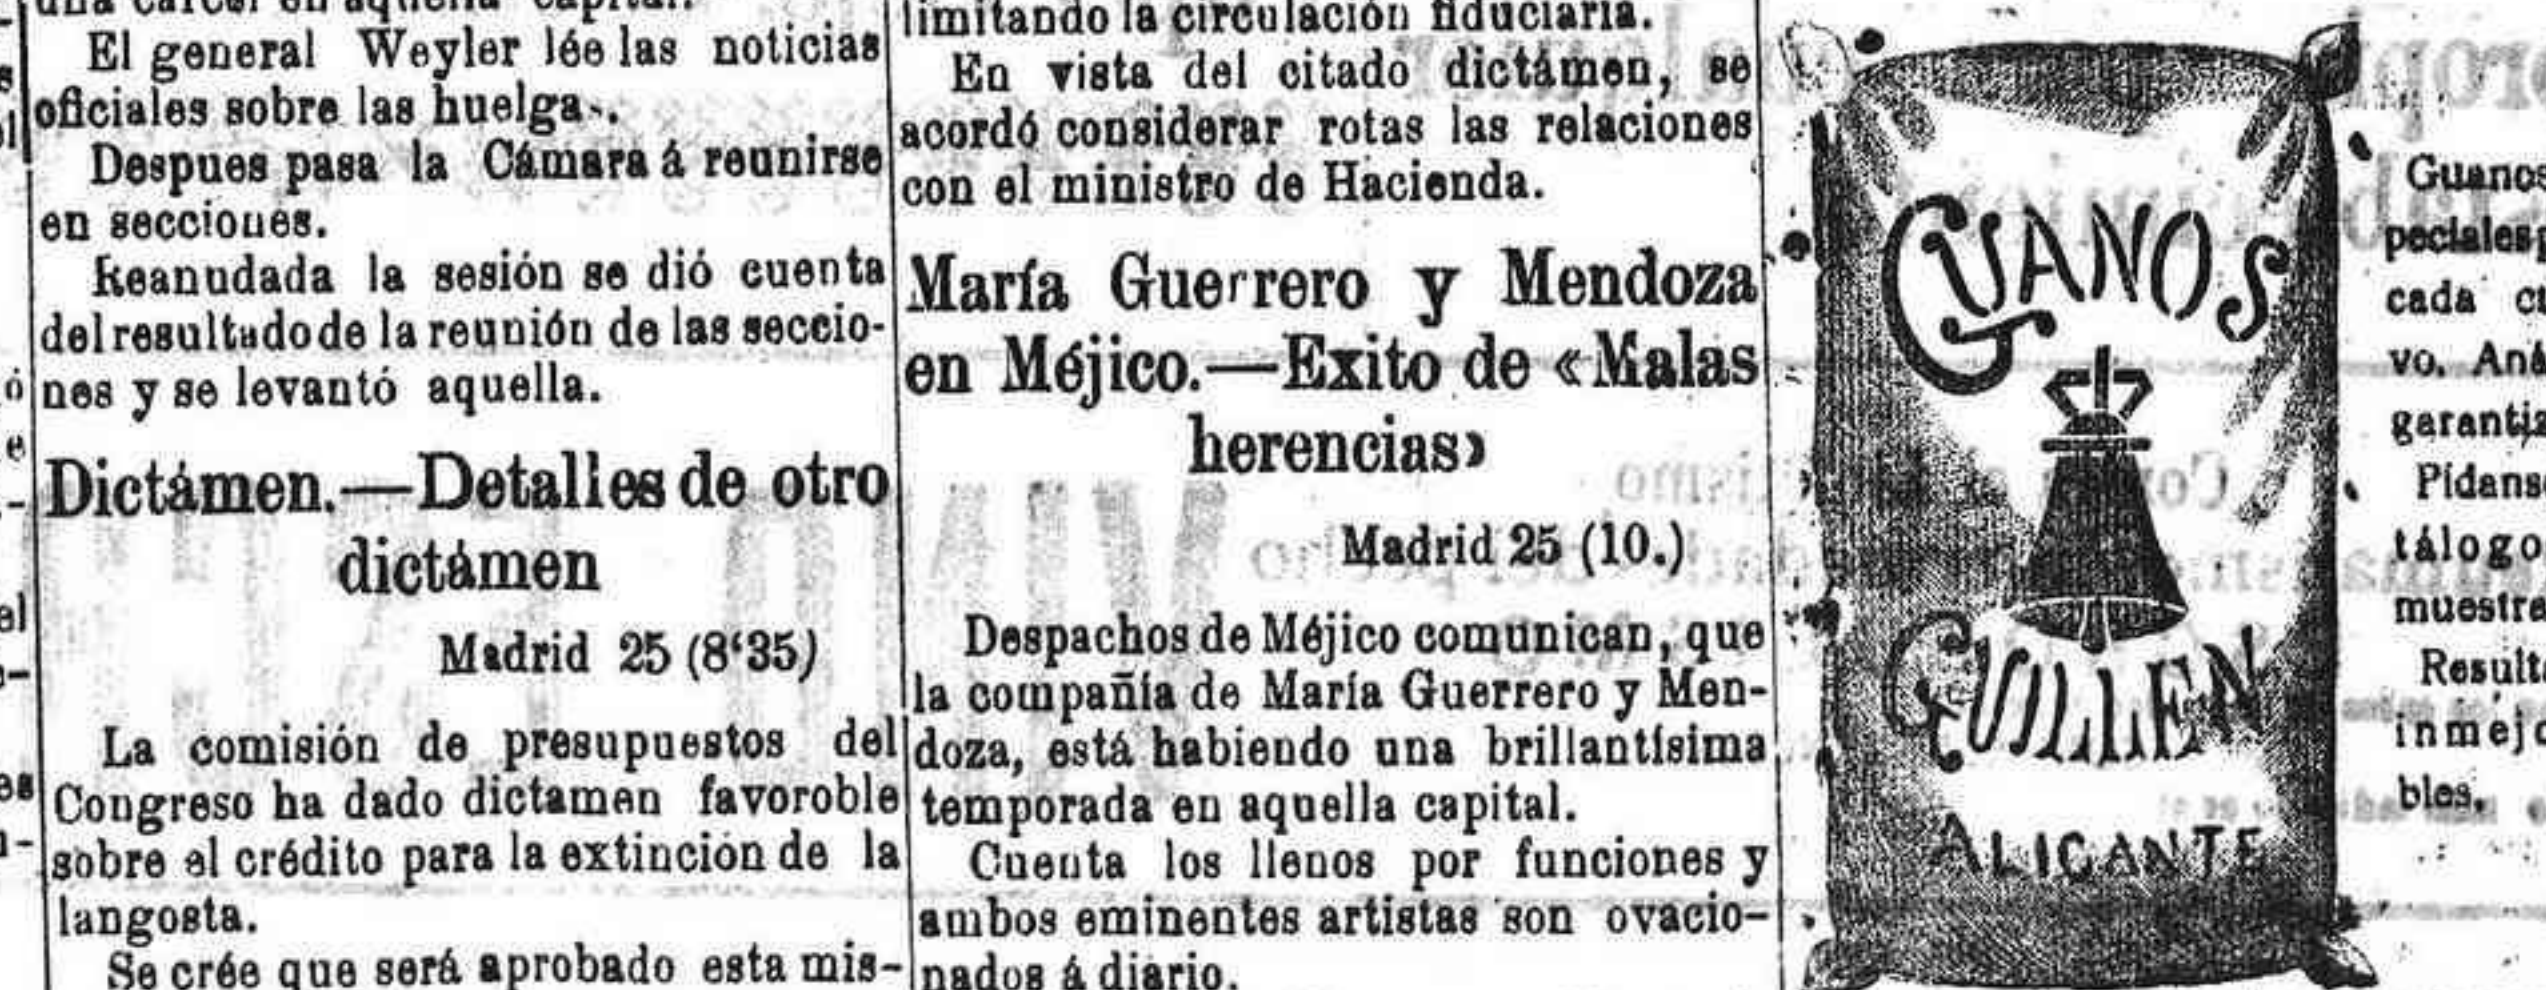 una cárcel en aquella capital.
El general Weyler lée las noticias
oficiales sobre las huelga
Despues pasa la Cámara á reunirse
en secciones.
Reanudada la sesión se dió cuenta
del resultado de la reunión de las seccio-
nes y se levantó aquella.
Dictámen.—Detalles de otro
dictámen
Madrid 25 (8‘35)
La comisión de presupuestos del
Congreso ha dado dictamen favoroble
sobre el crédito para la extinción de la
langosta.
Se crée que será aprobado esta mis-
limitando la circulación fiduciaria.
En vista del citado dictámen, se
acordó considerar rotas las relaciones
con el ministro de Hacienda.
María Guerrero y Mendoza
en Méjico.—Exito de «Malas
herencias»
Madrid 25 (10.)
Despachos de Méjico comunican, que
la compañía de María Guerrero y Men-
doza, está habiendo una brillantísima
temporada en aquella capital.
Cuenta los llenos por funciones y
ambos eminentes artistas son ovacio-
nados á diario.
GUANOS
GUILLEN
ALICANTE
Guanos
peciales
cada
vo.
garantiz
Pidans
tálogo
muestr
Result
inmej
bles.